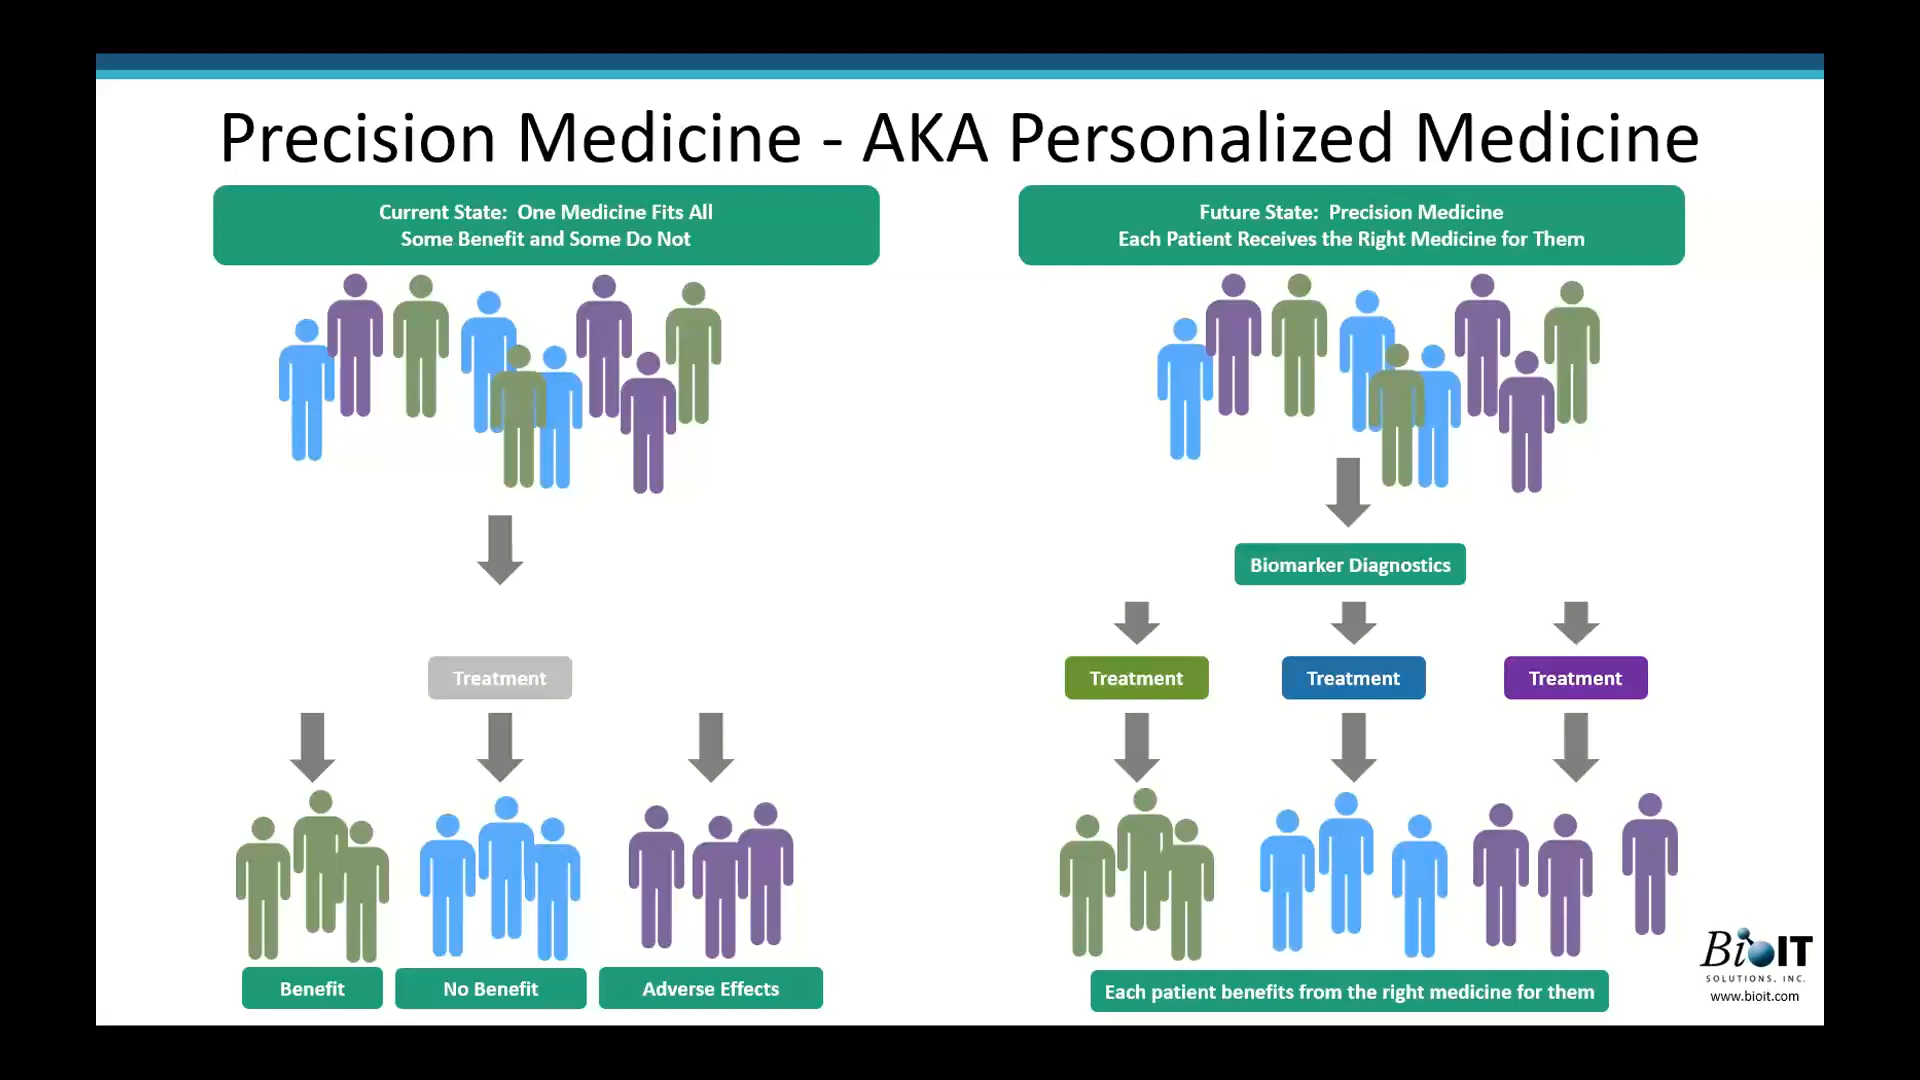 Precision Medicine - AKA Personalized Medicine
Current State:  One Medicine Fits All
Some Benefit and Some Do Not
Treatment
Benefit
No Benefit
Adverse Effects
Future State:  Precision Medicine
Each Patient Receives the Right Medicine for Them
Biomarker Diagnostics
Treatment
Treatment
Treatment
Each patient benefits from the right medicine for them
BioIT
SOLUTIONS, INC.
www.bioit.com